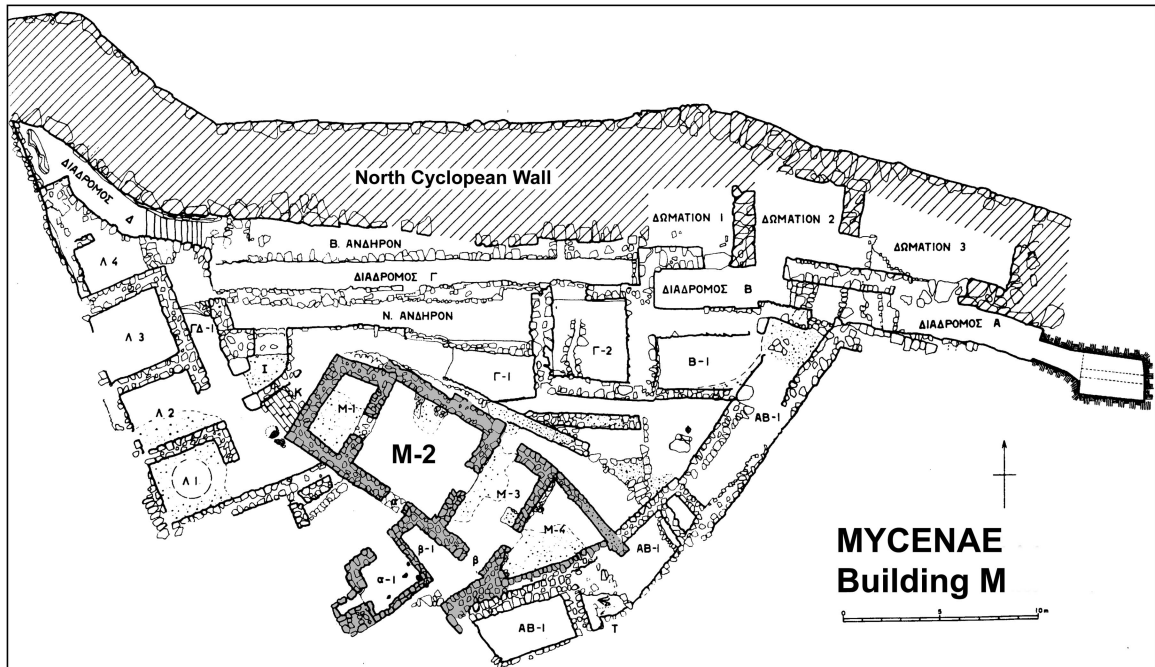 North Cyclopean Wall
ΔΙΑΔΡΟΜΟΣ Δ
ΔΩΜΑΤΙΟΝ 1
ΔΩΜΑΤΙΟΝ 2
ΔΩΜΑΤΙΟΝ 3
Β. ΑΝΔΗΡΟΝ
Λ 4
ΔΙΑΔΡΟΜΟΣ Γ
ΔΙΑΔΡΟΜΟΣ Β
Ν. ΑΝΔΗΡΟΝ
ΔΙΑΔΡΟΜΟΣ Α
Λ 3
ΓΔ-1
Γ-2
Β-1
Ι
Γ-1
Κ
Μ-1
Λ 2
ΑΒ-1
M-2
Λ 1
Μ-3
α
Μ-4
β-1
β
ΑΒ-1
α-1
ΑΒ-1
Τ
MYCENAE
Building M
0 5 10 m